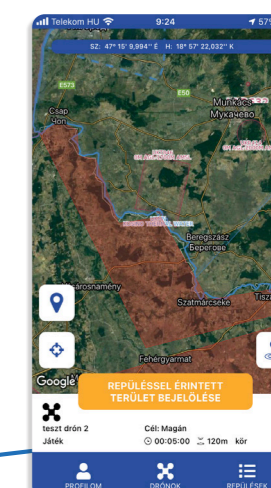 Telekom HU 9:24 57%
SZ: 47° 15' 9,994'' É H: 18° 57' 22,032'' K
E573
E50
Munkács
Мукачево
Csap
Чоп
Beregszász
Берегове
Szatmárcseke
Tisza
Fehérgyarmat
Google
REPÜLÉSSEL ÉRINTETT
TERÜLET BEJELÖLÉSE
teszt drón 2
Cél: Magán
Játék
00:05:00 120m kör
PROFILOM DRÓNOK REPÜLÉSEK